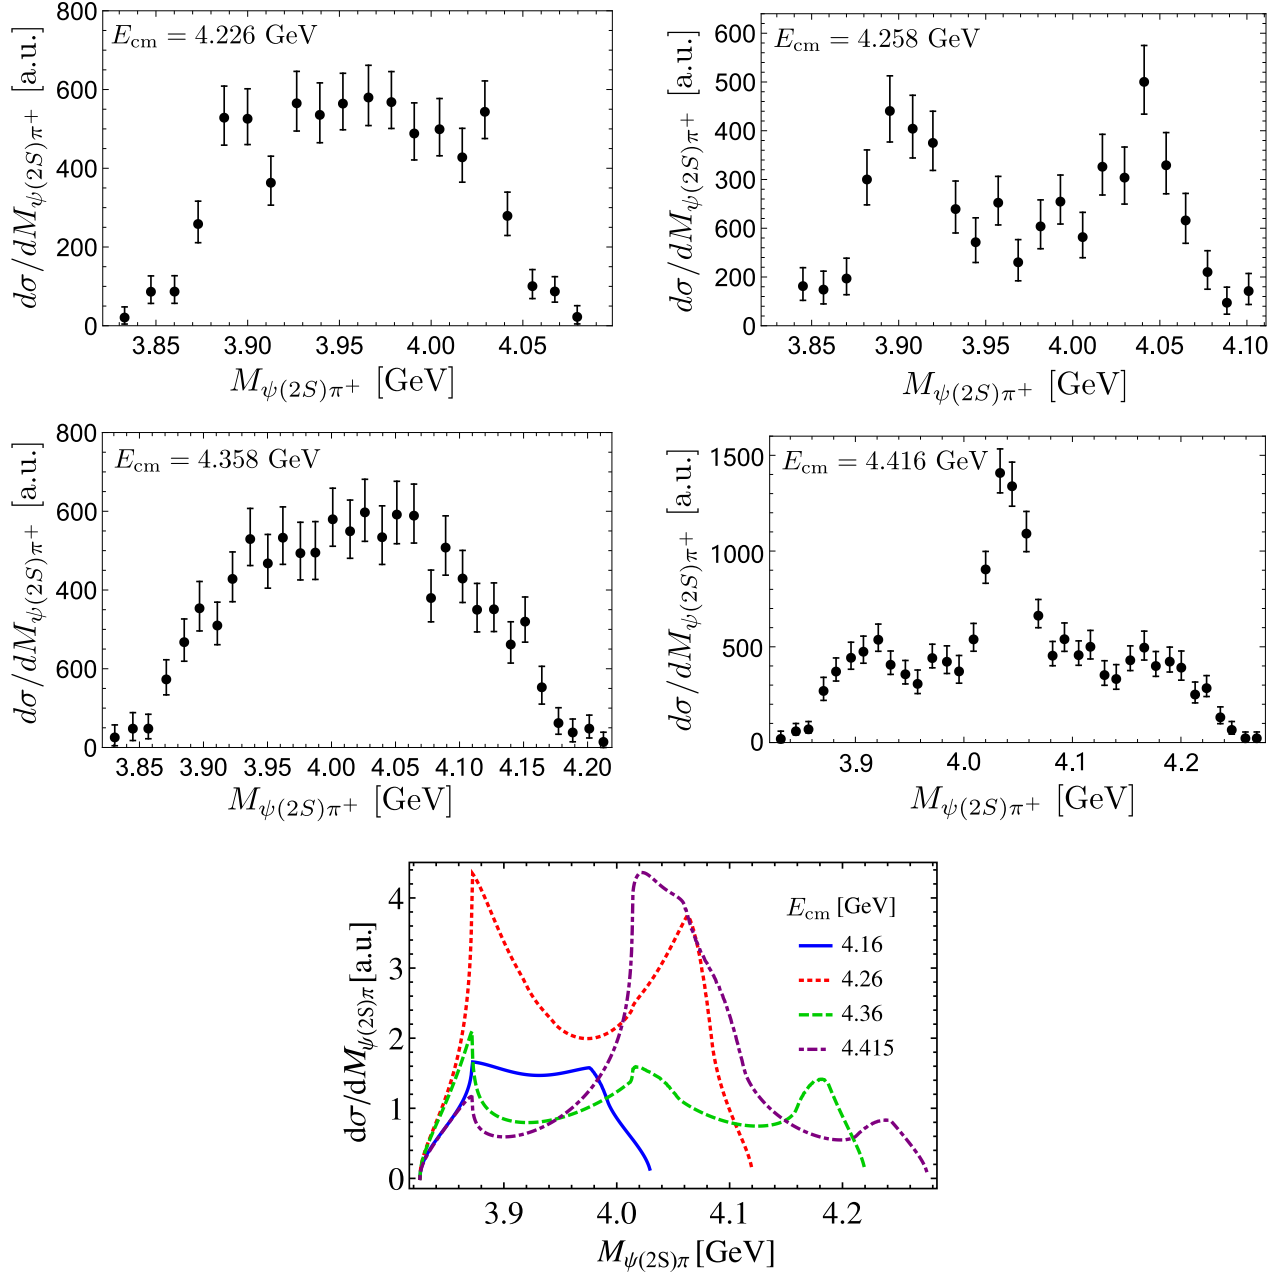 E_cm = 4.226 GeV
dσ/dM_ψ(2S)π⁺ [a.u.]
800
600
400
200
0
3.85 3.90 3.95 4.00 4.05
M_ψ(2S)π⁺ [GeV]
E_cm = 4.258 GeV
dσ/dM_ψ(2S)π⁺ [a.u.]
600
500
400
300
600
200
0
3.85 3.90 3.95 4.00 4.05 4.10
M_ψ(2S)π⁺ [GeV]
E_cm = 4.358 GeV
dσ/dM_ψ(2S)π⁺ [a.u.]
800
600
400
600
0
3.85 3.90 3.95 4.00 4.05 4.10 4.15 4.20
M_ψ(2S)π⁺ [GeV]
E_cm = 4.416 GeV
dσ/dM_ψ(2S)π⁺ [a.u.]
1500
1000
500
0
3.9 4.0 4.1 4.2
M_ψ(2S)π⁺ [GeV]
dσ/dM_ψ(2S)π [a.u.]
4
3
2
1
0
E_cm [GeV]
4.16
4.26
4.36
4.415
3.9 4.0 4.1 4.2
M_ψ(2S)π [GeV]